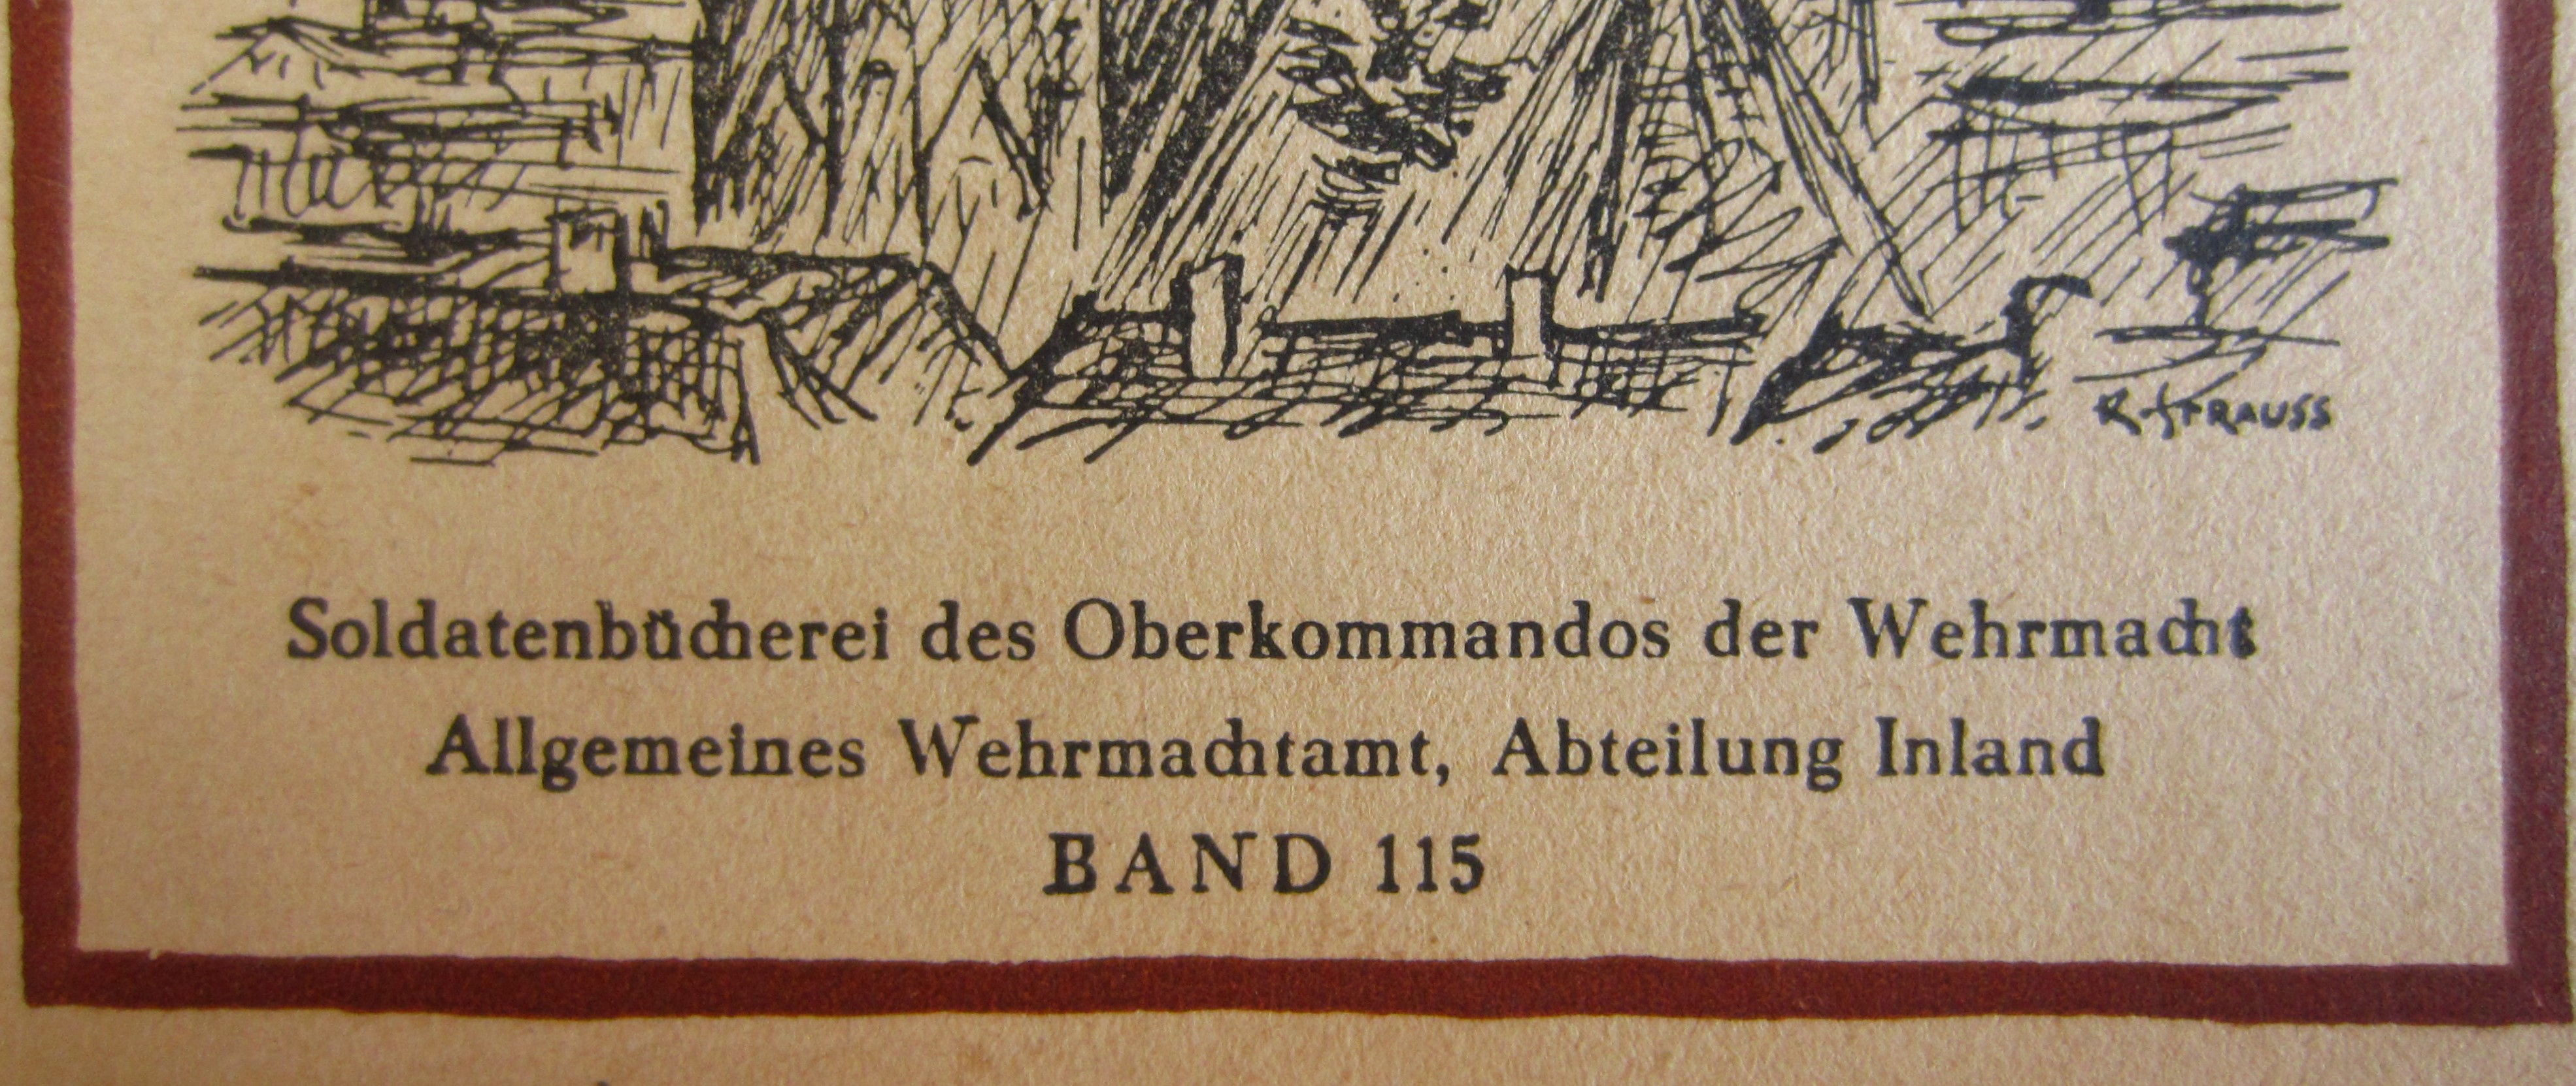 R. STRAUSS
Soldatenbücherei des Oberkommandos der Wehrmacht
Allgemeines Wehrmachtamt, Abteilung Inland
BAND 115